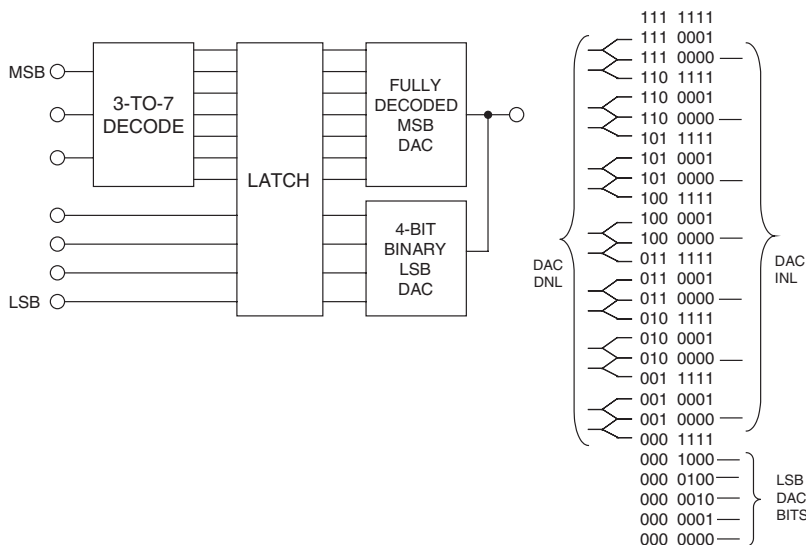 MSB
3-TO-7
DECODE
LATCH
FULLY
DECODED
MSB
DAC
4-BIT
BINARY
LSB
DAC
LSB
DAC
DNL
111 1111
111 0001
111 0000
110 1111
110 0001
110 0000
101 1111
101 0001
101 0000
100 1111
100 0001
100 0000
011 1111
011 0001
011 0000
010 1111
010 0001
010 0000
001 1111
001 0001
001 0000
000 1111
000 1000
000 0100
000 0010
000 0001
000 0000
DAC
INL
LSB
DAC
BITS